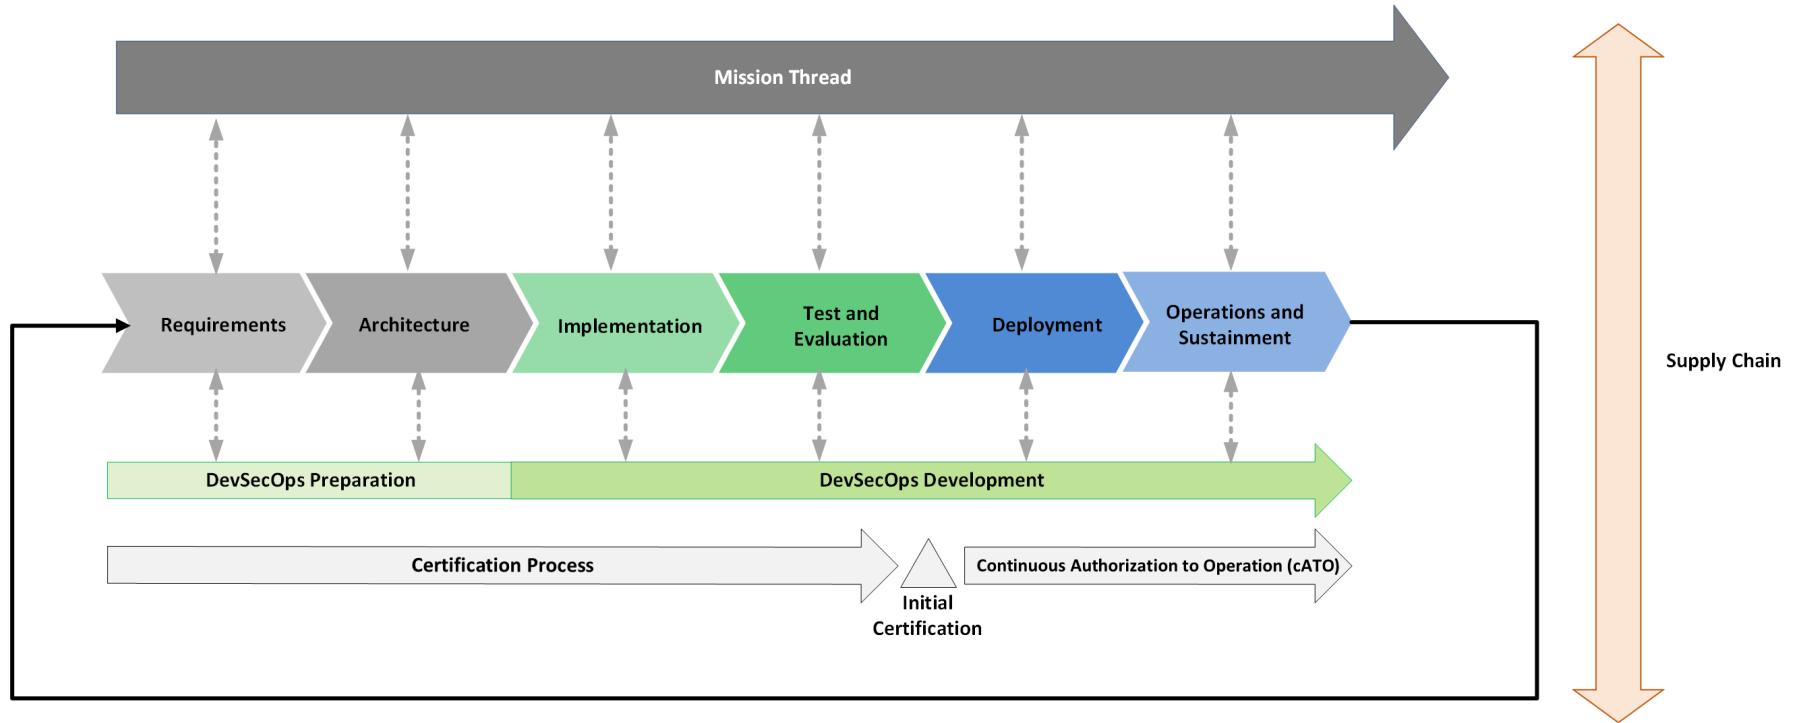 Mission Thread
Requirements
Architecture
Implementation
Test and
Evaluation
Deployment
Operations and
Sustainment
Supply Chain
DevSecOps Preparation
DevSecOps Development
Certification Process
Continuous Authorization to Operation (cATO)
Initial
Certification